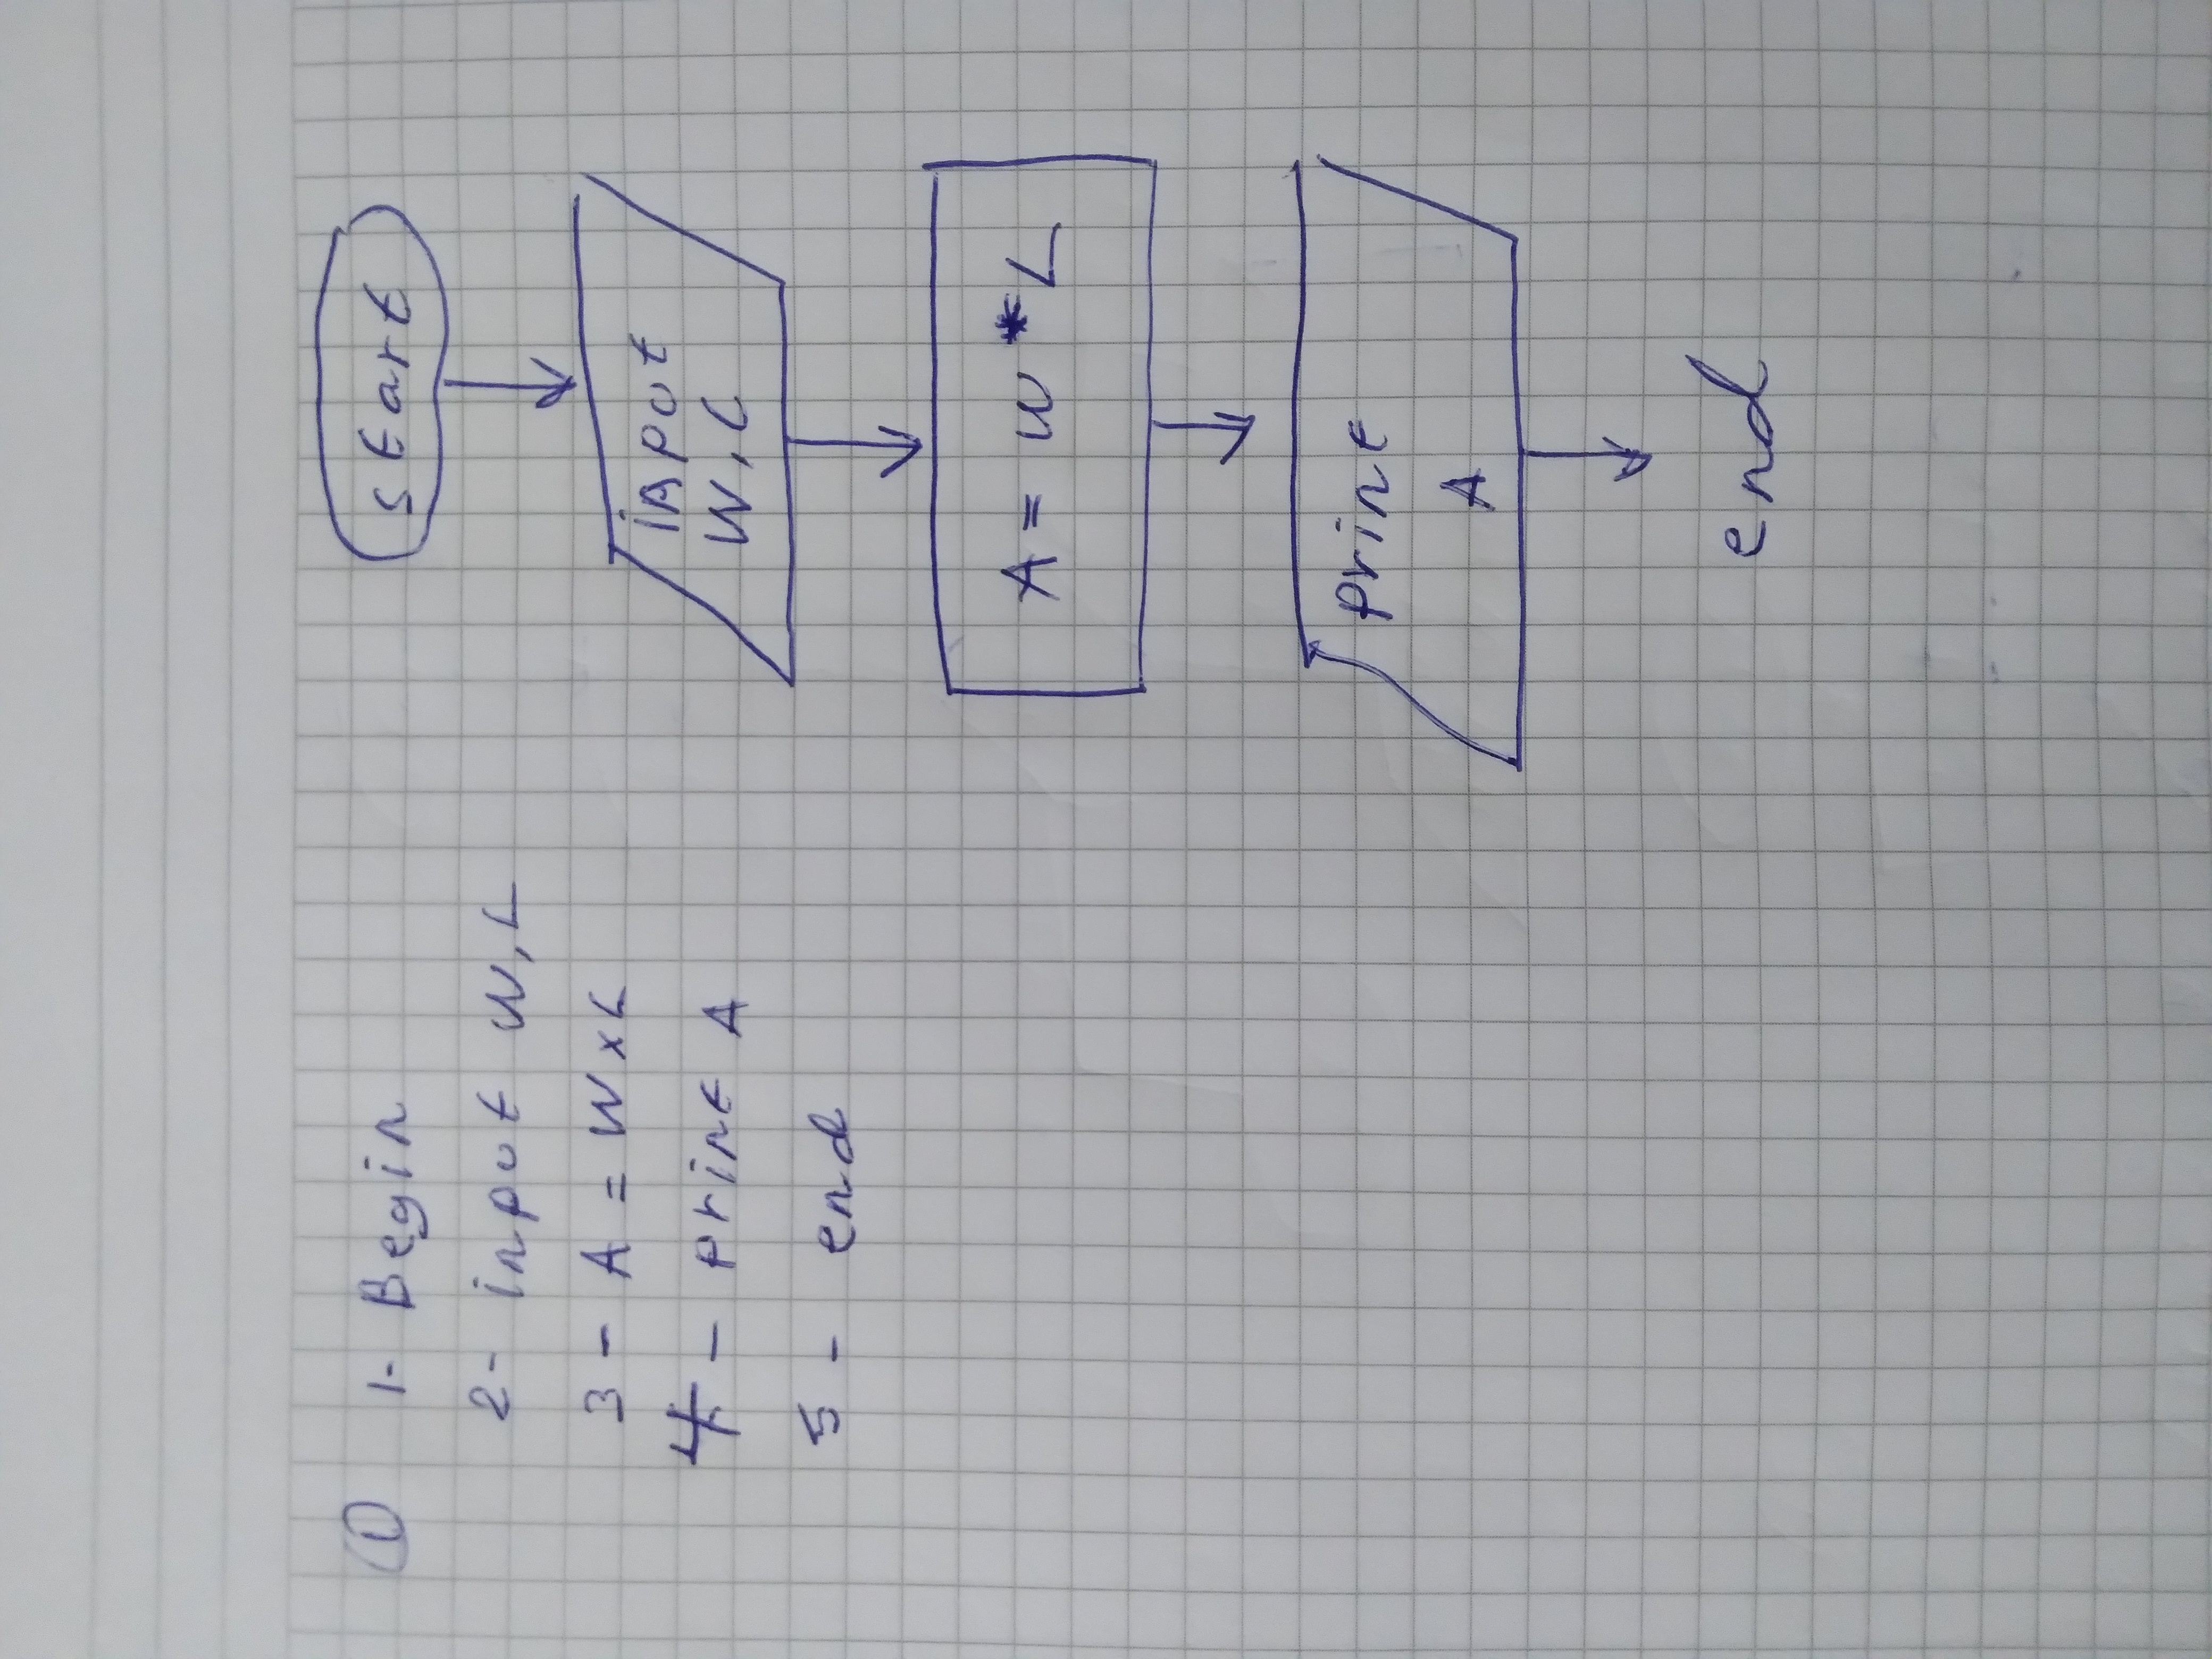 ① 1- Begin
2- input W,L
3 - A = W x L
4 - print A
5 - end
start
input
W,L
A = W * L
print
A
end